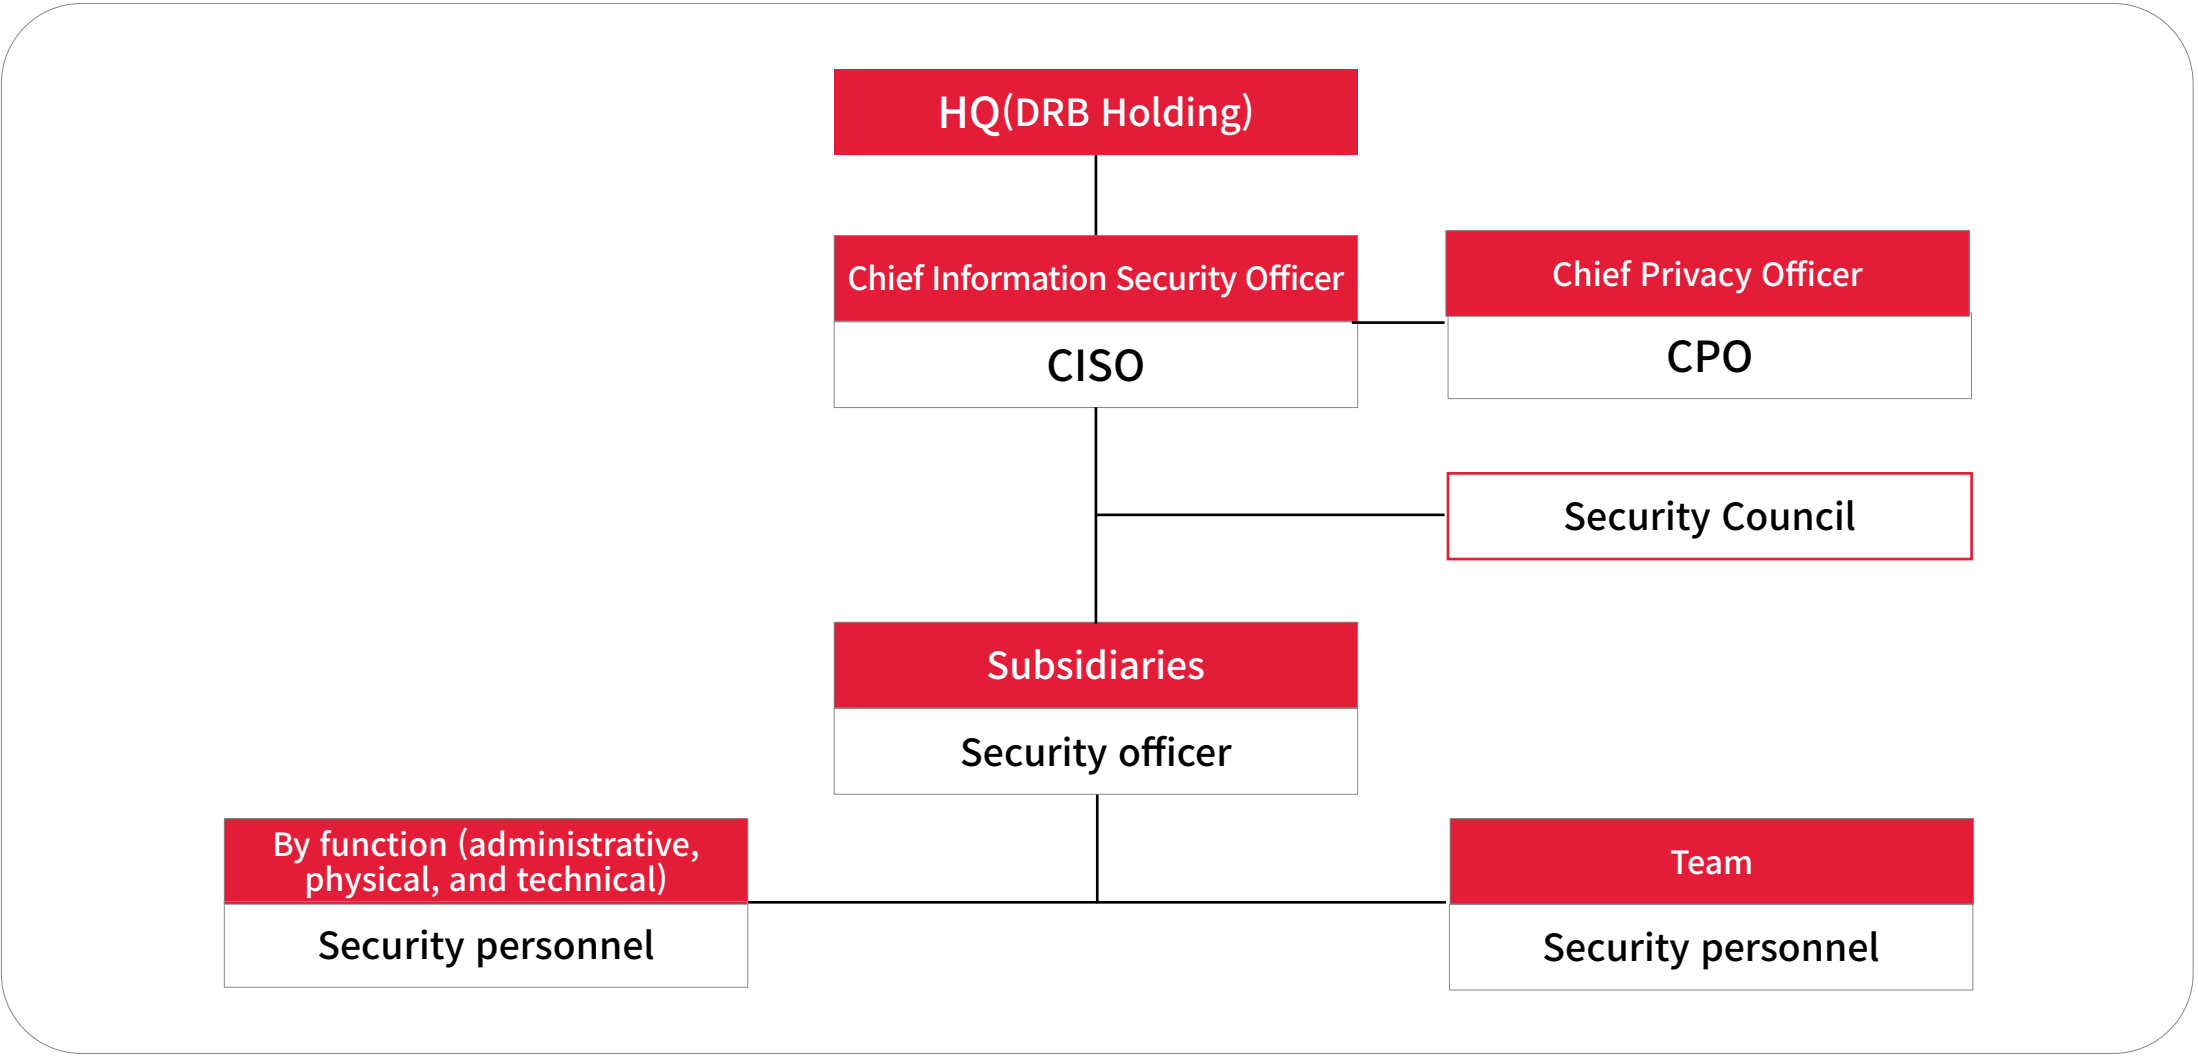 HQ(DRB Holding)
Chief Information Security Officer
CISO
Chief Privacy Officer
CPO
Security Council
Subsidiaries
Security officer
By function (administrative,
physical, and technical)
Security personnel
Team
Security personnel